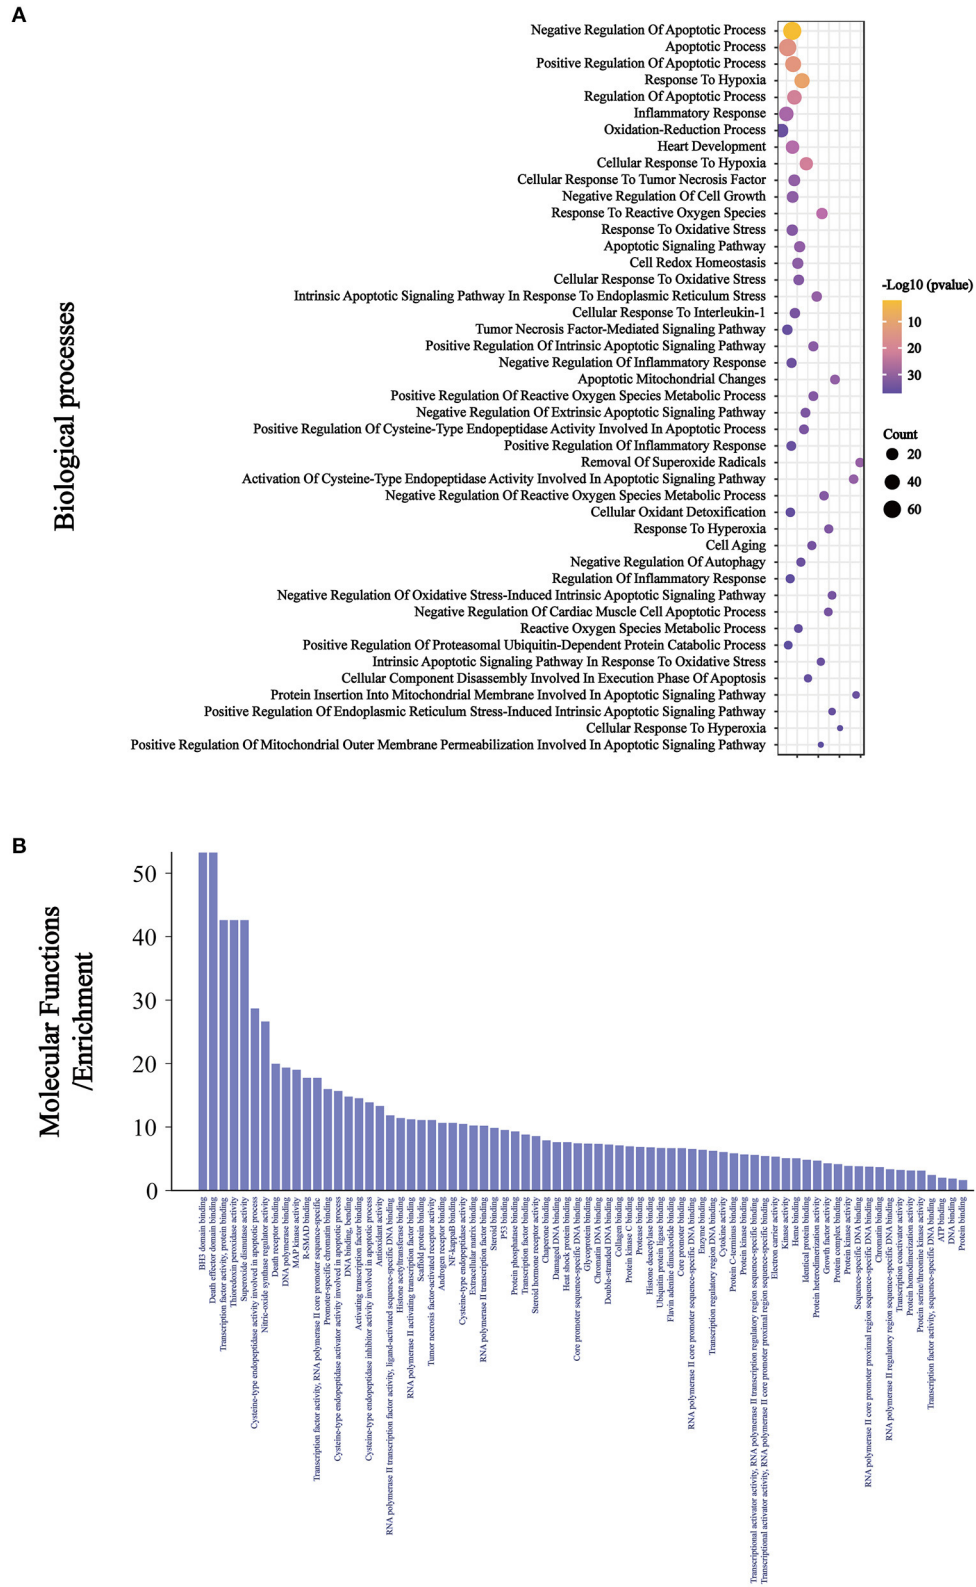 A
Negative Regulation Of Apoptotic Process
Apoptotic Process
Positive Regulation Of Apoptotic Process
Response To Hypoxia
Regulation Of Apoptotic Process
Inflammatory Response
Oxidation-Reduction Process
Heart Development
Cellular Response To Hypoxia
Cellular Response To Tumor Necrosis Factor
Negative Regulation Of Cell Growth
Response To Reactive Oxygen Species
Response To Oxidative Stress
Apoptotic Signaling Pathway
Cell Redox Homeostasis
Cellular Response To Oxidative Stress
Intrinsic Apoptotic Signaling Pathway In Response To Endoplasmic Reticulum Stress
Cellular Response To Interleukin-1
Tumor Necrosis Factor-Mediated Signaling Pathway
Positive Regulation Of Intrinsic Apoptotic Signaling Pathway
Negative Regulation Of Inflammatory Response
Apoptotic Mitochondrial Changes
Positive Regulation Of Reactive Oxygen Species Metabolic Process
Negative Regulation Of Extrinsic Apoptotic Signaling Pathway
Positive Regulation Of Cysteine-Type Endopeptidase Activity Involved In Apoptotic Process
Positive Regulation Of Inflammatory Response
Removal Of Superoxide Radicals
Activation Of Cysteine-Type Endopeptidase Activity Involved In Apoptotic Signaling Pathway
Negative Regulation Of Reactive Oxygen Species Metabolic Process
Cellular Oxidant Detoxification
Response To Hyperoxia
Cell Aging
Negative Regulation Of Autophagy
Regulation Of Inflammatory Response
Negative Regulation Of Oxidative Stress-Induced Intrinsic Apoptotic Signaling Pathway
Negative Regulation Of Cardiac Muscle Cell Apoptotic Process
Reactive Oxygen Species Metabolic Process
Positive Regulation Of Proteasomal Ubiquitin-Dependent Protein Catabolic Process
Intrinsic Apoptotic Signaling Pathway In Response To Oxidative Stress
Cellular Component Disassembly Involved In Execution Phase Of Apoptosis
Protein Insertion Into Mitochondrial Membrane Involved In Apoptotic Signaling Pathway
Positive Regulation Of Endoplasmic Reticulum Stress-Induced Intrinsic Apoptotic Signaling Pathway
Cellular Response To Hyperoxia
Positive Regulation Of Mitochondrial Outer Membrane Permeabilization Involved In Apoptotic Signaling Pathway
Biological processes
-Log10 (pvalue)
10
20
30
Count
20
40
60
B
Molecular Functions
/Enrichment
50
40
30
20
10
0
BH3 domain binding
Death effector domain binding
Transcription factor activity, protein binding
Thioredoxin peroxidase activity
Superoxide dismutase activity
Cysteine-type endopeptidase activity involved in apoptotic process
Nitric-oxide synthase regulator activity
Death receptor binding
DNA polymerase binding
MAP kinase activity
R-SMAD binding
Transcription factor activity, RNA polymerase II core promoter sequence-specific
Promoter-specific chromatin binding
Cysteine-type endopeptidase activator activity involved in apoptotic process
DNA binding, bending
Activating transcription factor binding
Cysteine-type endopeptidase inhibitor activity involved in apoptotic process
Antioxidant activity
RNA polymerase II transcription factor activity, ligand-activated sequence-specific DNA binding
Histone acetyltransferase binding
RNA polymerase II activating transcription factor binding
Scaffold protein binding
Tumor necrosis factor-activated receptor activity
Androgen receptor binding
NF-kappaB binding
Cysteine-type endopeptidase activity
Extracellular matrix binding
RNA polymerase II transcription factor binding
Steroid binding
P53 binding
Protein phosphatase binding
Transcription factor binding
Steroid hormone receptor activity
Chaperone binding
Damaged DNA binding
Heat shock protein binding
Core promoter sequence-specific DNA binding
Glycoprotein binding
Chromatin DNA binding
Double-stranded DNA binding
Collagen binding
Protein kinase C binding
Protease binding
Histone deacetylase binding
Ubiquitin protein ligase binding
Flavin adenine dinucleotide binding
Core promoter binding
RNA polymerase II core promoter sequence-specific DNA binding
Enzyme binding
Transcription regulatory region DNA binding
Cytokine activity
Protein C-terminus binding
Protein kinase binding
Transcriptional activator activity, RNA polymerase II transcription regulatory region sequence-specific binding
Transcriptional activator activity, RNA polymerase II core promoter proximal region sequence-specific binding
Electron carrier activity
Kinase activity
Heme binding
Identical protein binding
Protein heterodimerization activity
Growth factor activity
Protein complex binding
Protein kinase activity
Sequence-specific DNA binding
RNA polymerase II core promoter proximal region sequence-specific DNA binding
Chromatin binding
RNA polymerase II regulatory region sequence-specific DNA binding
Transcription coactivator activity
Protein homodimerization activity
Protein serine/threonine kinase activity
Transcription factor activity, sequence-specific DNA binding
ATP binding
DNA binding
Protein binding